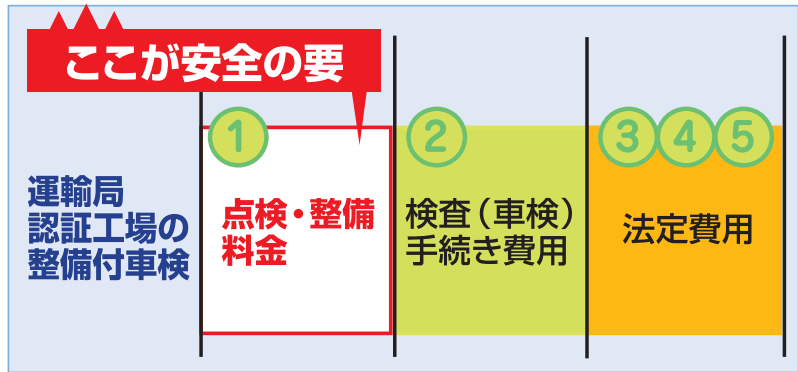 ここが安全の要
運輸局
認証工場の
整備付車検
①
点検・整備
料金
②
検査（車検）
手続き費用
③④⑤
法定費用